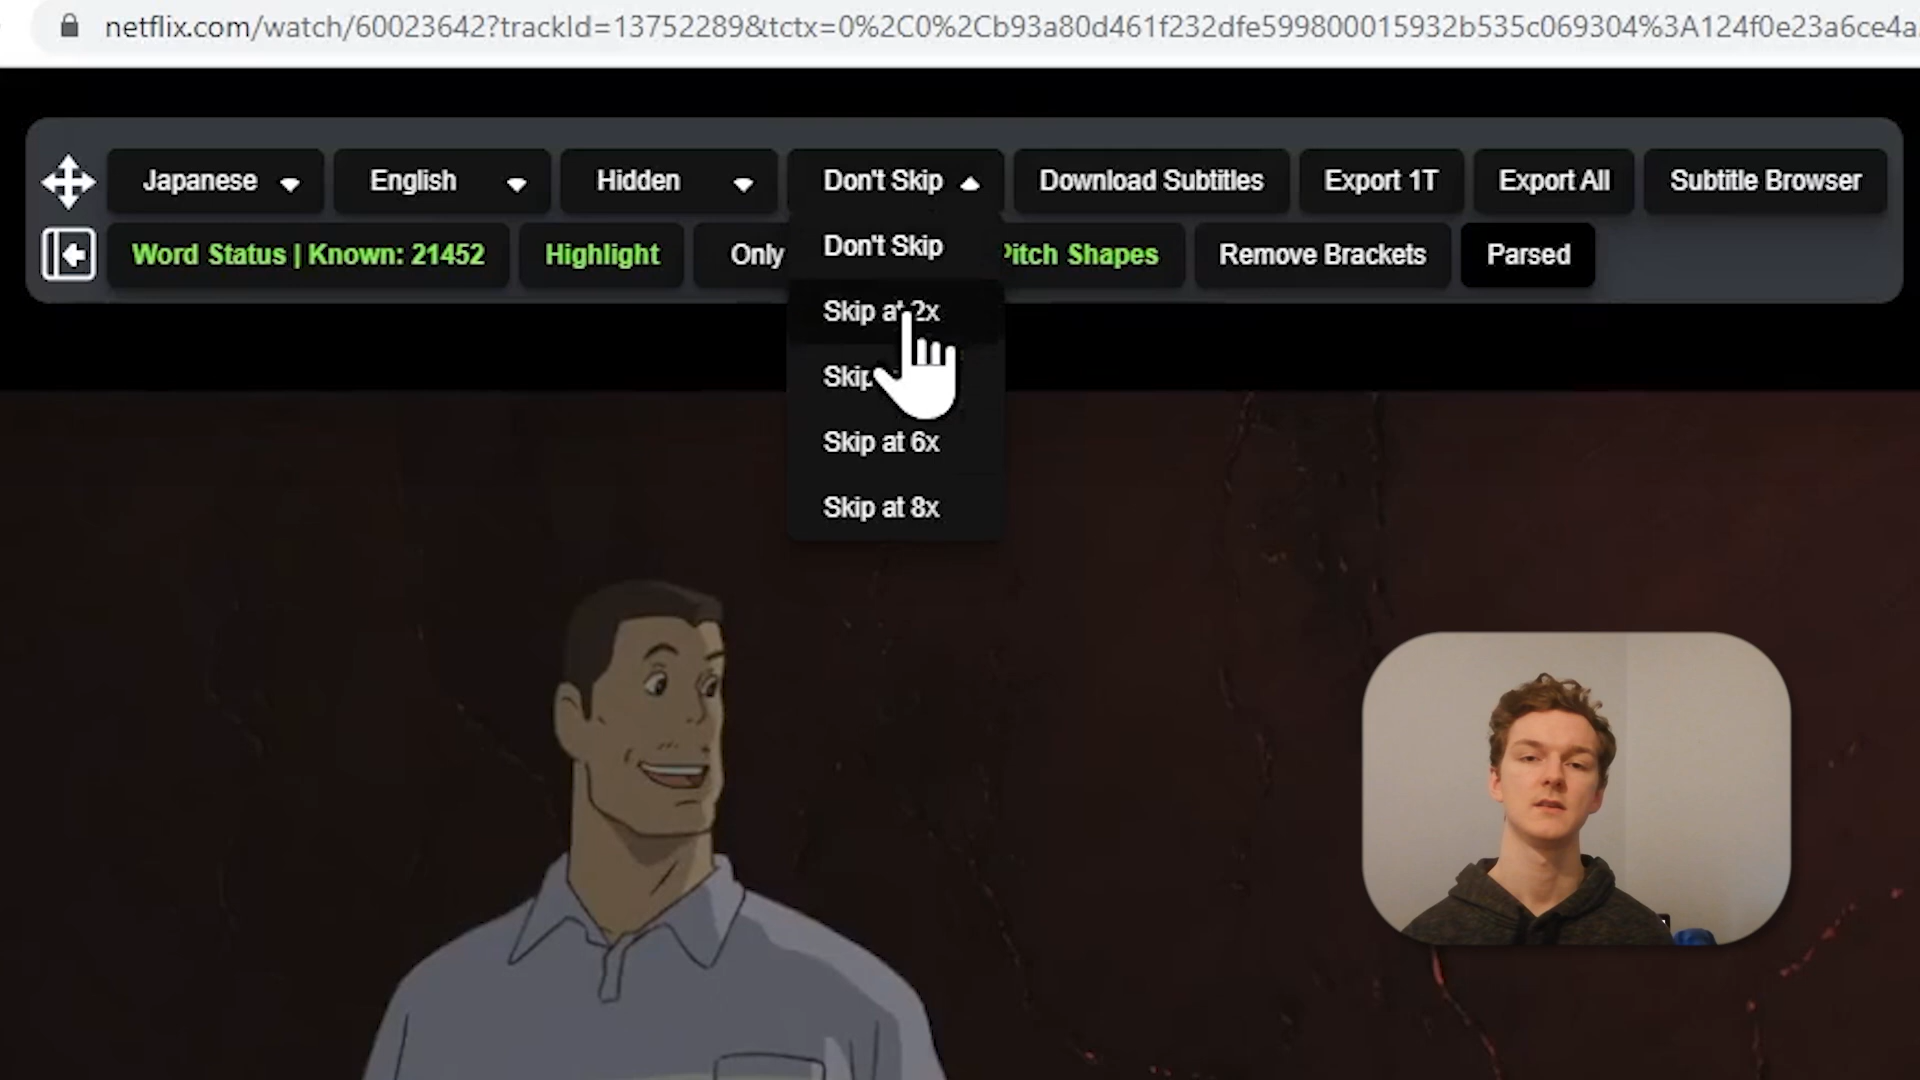 netflix.com/watch/60023642?trackId=13752289&tctx=0%2C0%2Cb93a80d461f232dfe599800015932b535c069304%3A124f0e23a6ce4a
Japanese English Hidden Don't Skip Download Subtitles Export 1T Export All Subtitle Browser
Word Status | Known: 21452 Highlight Only Pitch Shapes Remove Brackets Parsed
Don't Skip
Skip at 2x
Skip
Skip at 6x
Skip at 8x